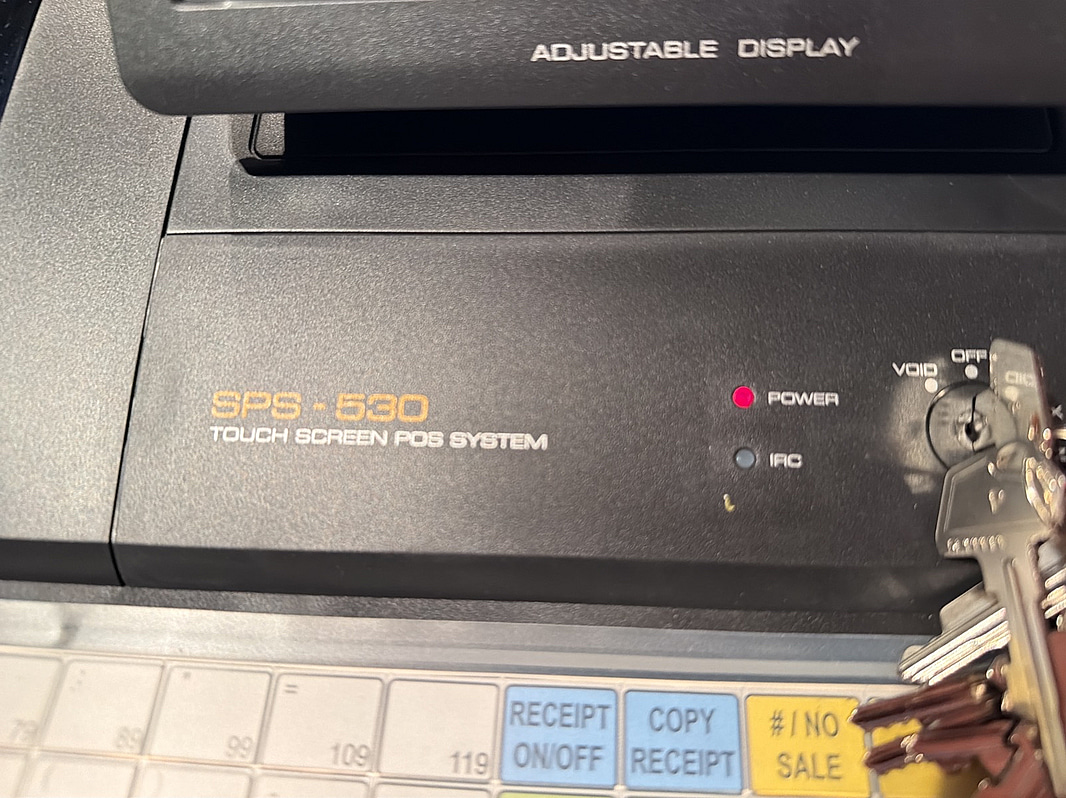 ADJUSTABLE DISPLAY
VOID
OFF
POWER
SPS - 530
TOUCH SCREEN POS SYSTEM
IRC
79
89
99
=
109
119
RECEIPT
ON/OFF
COPY
RECEIPT
#/NO
SALE